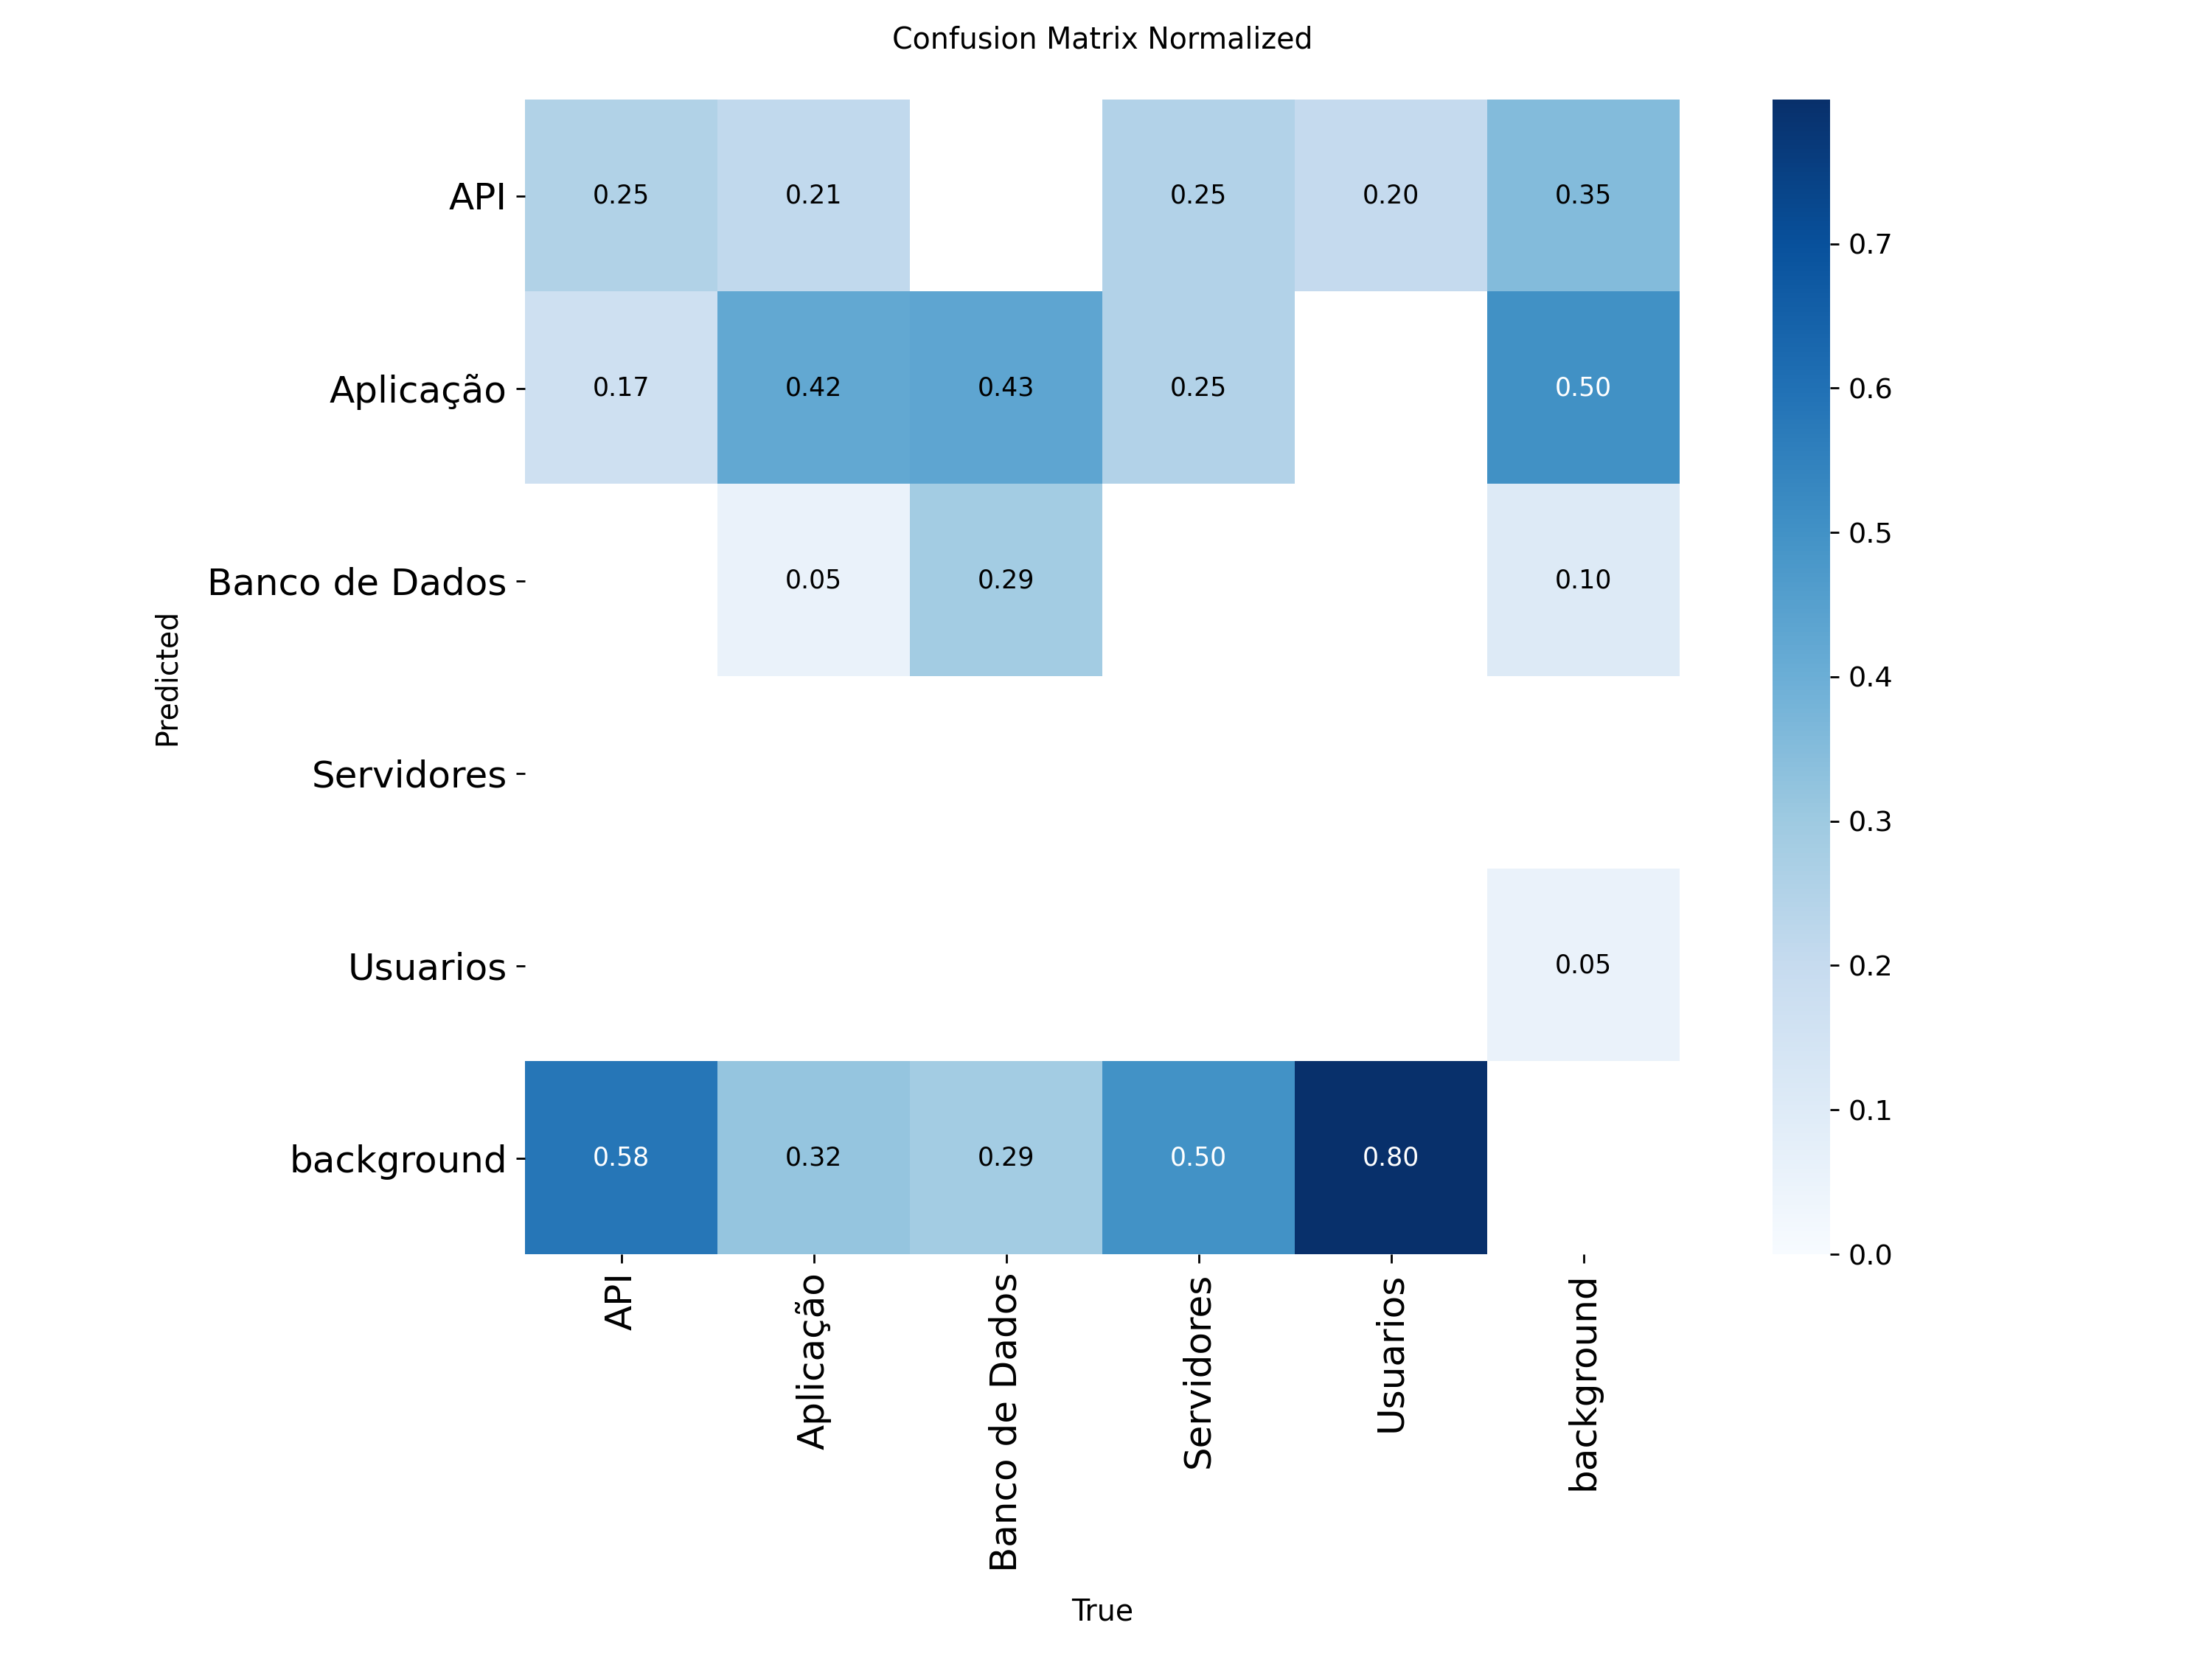 Confusion Matrix Normalized
API 0.25 0.21 0.25 0.20 0.35
Aplicação 0.17 0.42 0.43 0.25 0.50
Banco de Dados 0.05 0.29 0.10
Servidores
Usuarios 0.05
background 0.58 0.32 0.29 0.50 0.80
Predicted
API Aplicação Banco de Dados Servidores Usuarios background
True
0.7
0.6
0.5
0.4
0.3
0.2
0.1
0.0